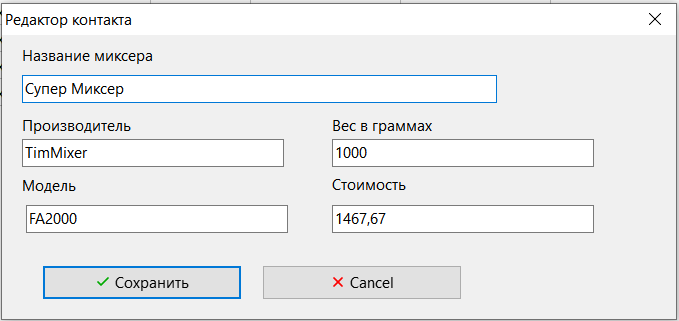 Редактор контакта
Название миксера
Супер Миксер
Производитель
Вес в граммах
TimMixer
1000
Модель
Стоимость
FA2000
1467,67
Сохранить
Cancel